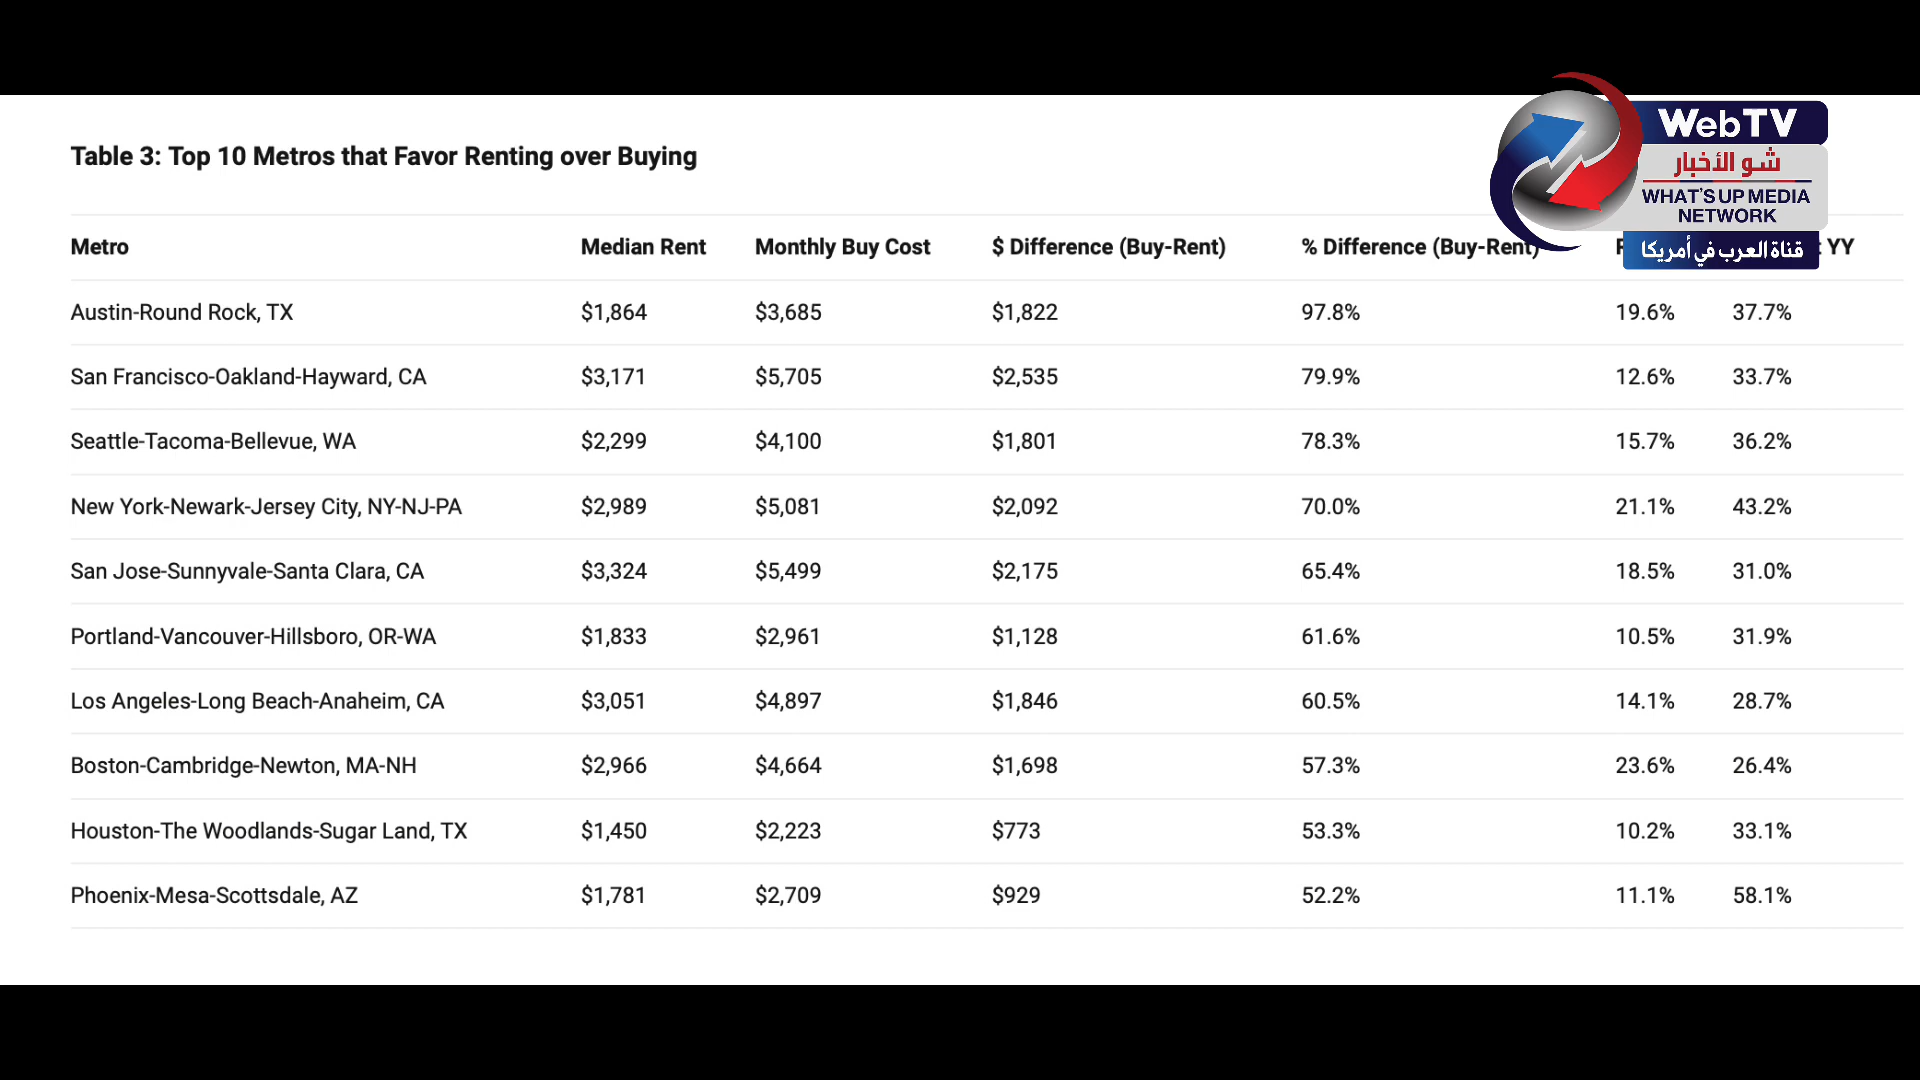 WebTV
شو الأخبار
WHAT'S UP MEDIA
NETWORK
قناة العرب في أمريكا
Table 3: Top 10 Metros that Favor Renting over Buying
Metro Median Rent Monthly Buy Cost $ Difference (Buy-Rent) % Difference (Buy-Rent) YY
Austin-Round Rock, TX $1,864 $3,685 $1,822 97.8% 19.6% 37.7%
San Francisco-Oakland-Hayward, CA $3,171 $5,705 $2,535 79.9% 12.6% 33.7%
Seattle-Tacoma-Bellevue, WA $2,299 $4,100 $1,801 78.3% 15.7% 36.2%
New York-Newark-Jersey City, NY-NJ-PA $2,989 $5,081 $2,092 70.0% 21.1% 43.2%
San Jose-Sunnyvale-Santa Clara, CA $3,324 $5,499 $2,175 65.4% 18.5% 31.0%
Portland-Vancouver-Hillsboro, OR-WA $1,833 $2,961 $1,128 61.6% 10.5% 31.9%
Los Angeles-Long Beach-Anaheim, CA $3,051 $4,897 $1,846 60.5% 14.1% 28.7%
Boston-Cambridge-Newton, MA-NH $2,966 $4,664 $1,698 57.3% 23.6% 26.4%
Houston-The Woodlands-Sugar Land, TX $1,450 $2,223 $773 53.3% 10.2% 33.1%
Phoenix-Mesa-Scottsdale, AZ $1,781 $2,709 $929 52.2% 11.1% 58.1%